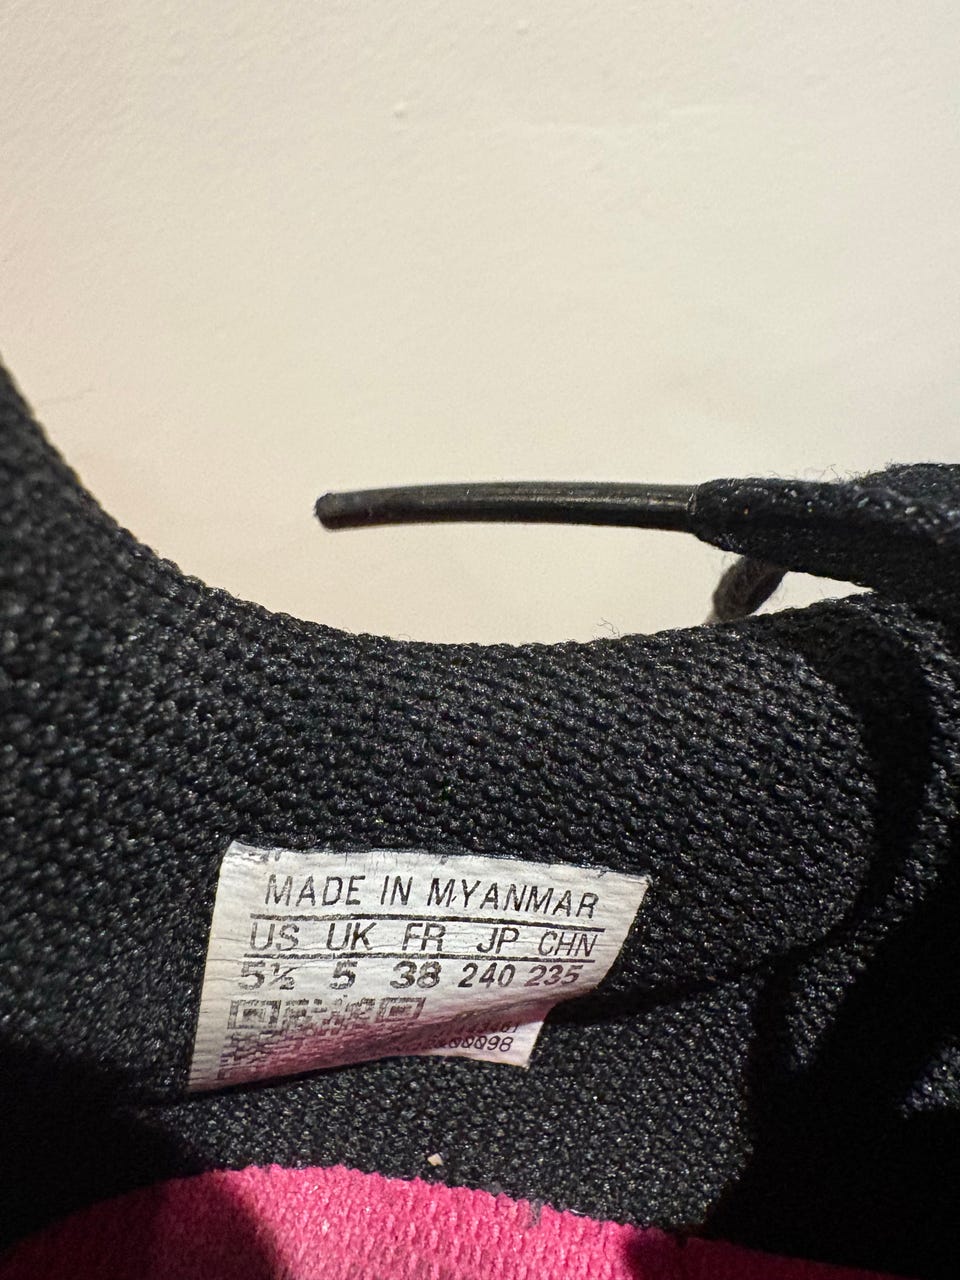 MADE IN MYANMAR
US UK FR JP CHN
5½ 5 38 240 235